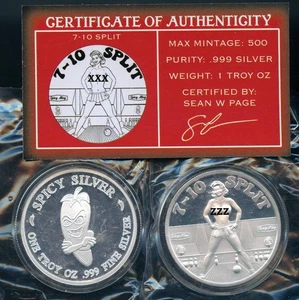 CERTIFICATE OF AUTHENTICITY
7-10 SPLIT
7-10 SPLIT
XXX
MAX MINTAGE: 500
PURITY: .999 SILVER
WEIGHT: 1 TROY OZ
CERTIFIED BY:
SEAN W PAGE
SPICY SILVER
ONE TROY OZ .999 FINE SILVER
7-10 SPLIT
ZZZ